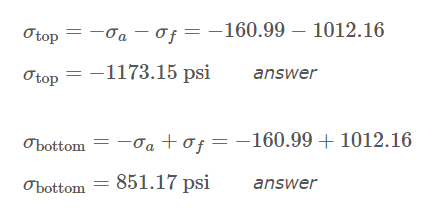 σtop = −σa − σf = −160.99 − 1012.16
σtop = −1173.15 psi answer
σbottom = −σa + σf = −160.99 + 1012.16
σbottom = 851.17 psi answer